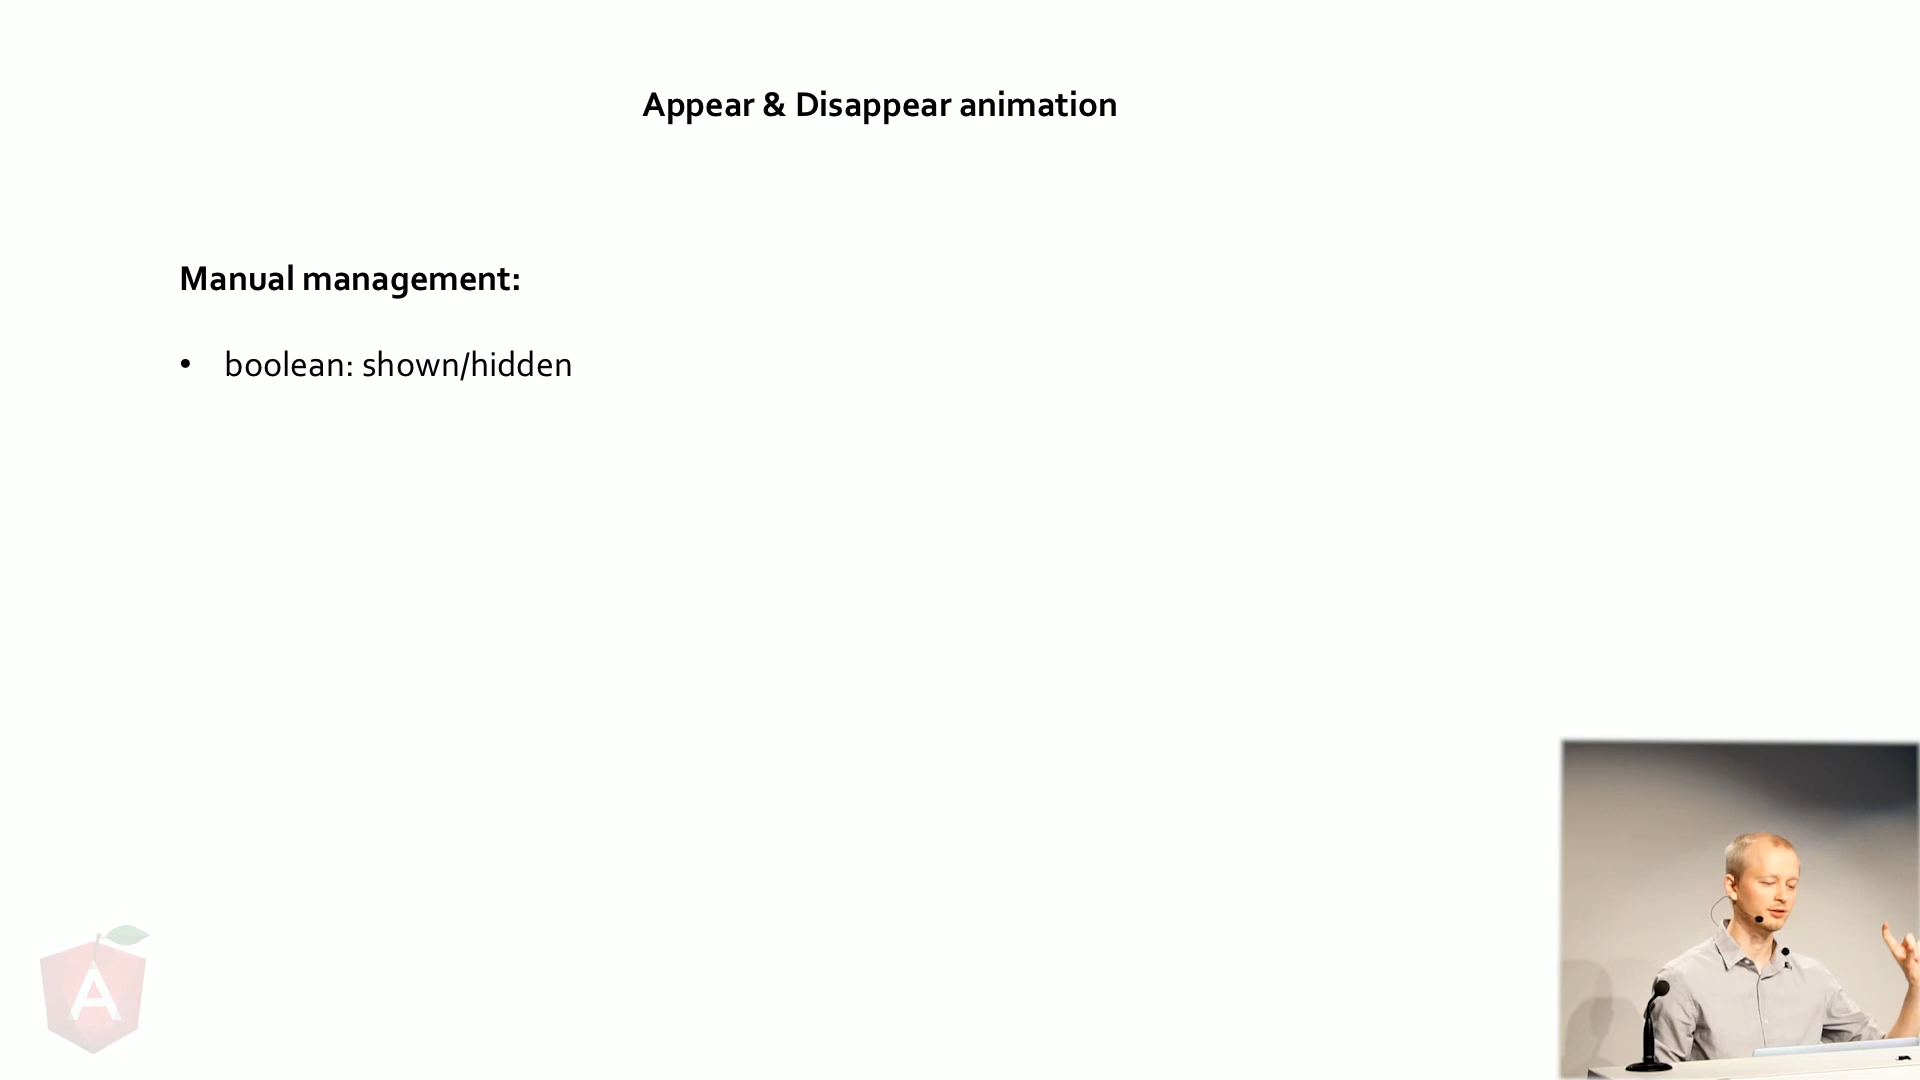 Appear & Disappear animation
Manual management:
• boolean: shown/hidden
A